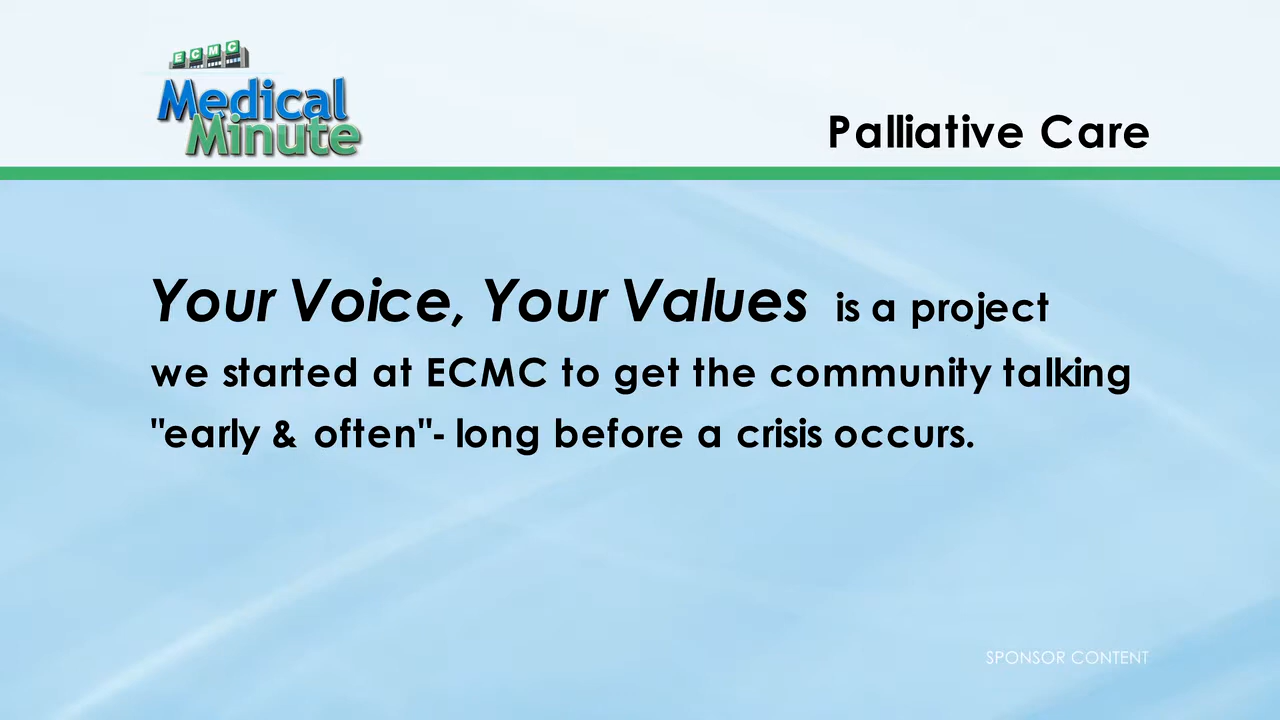 ECMC
Medical
Minute
Palliative Care
Your Voice, Your Values is a project
we started at ECMC to get the community talking
"early & often"- long before a crisis occurs.
SPONSOR CONTENT